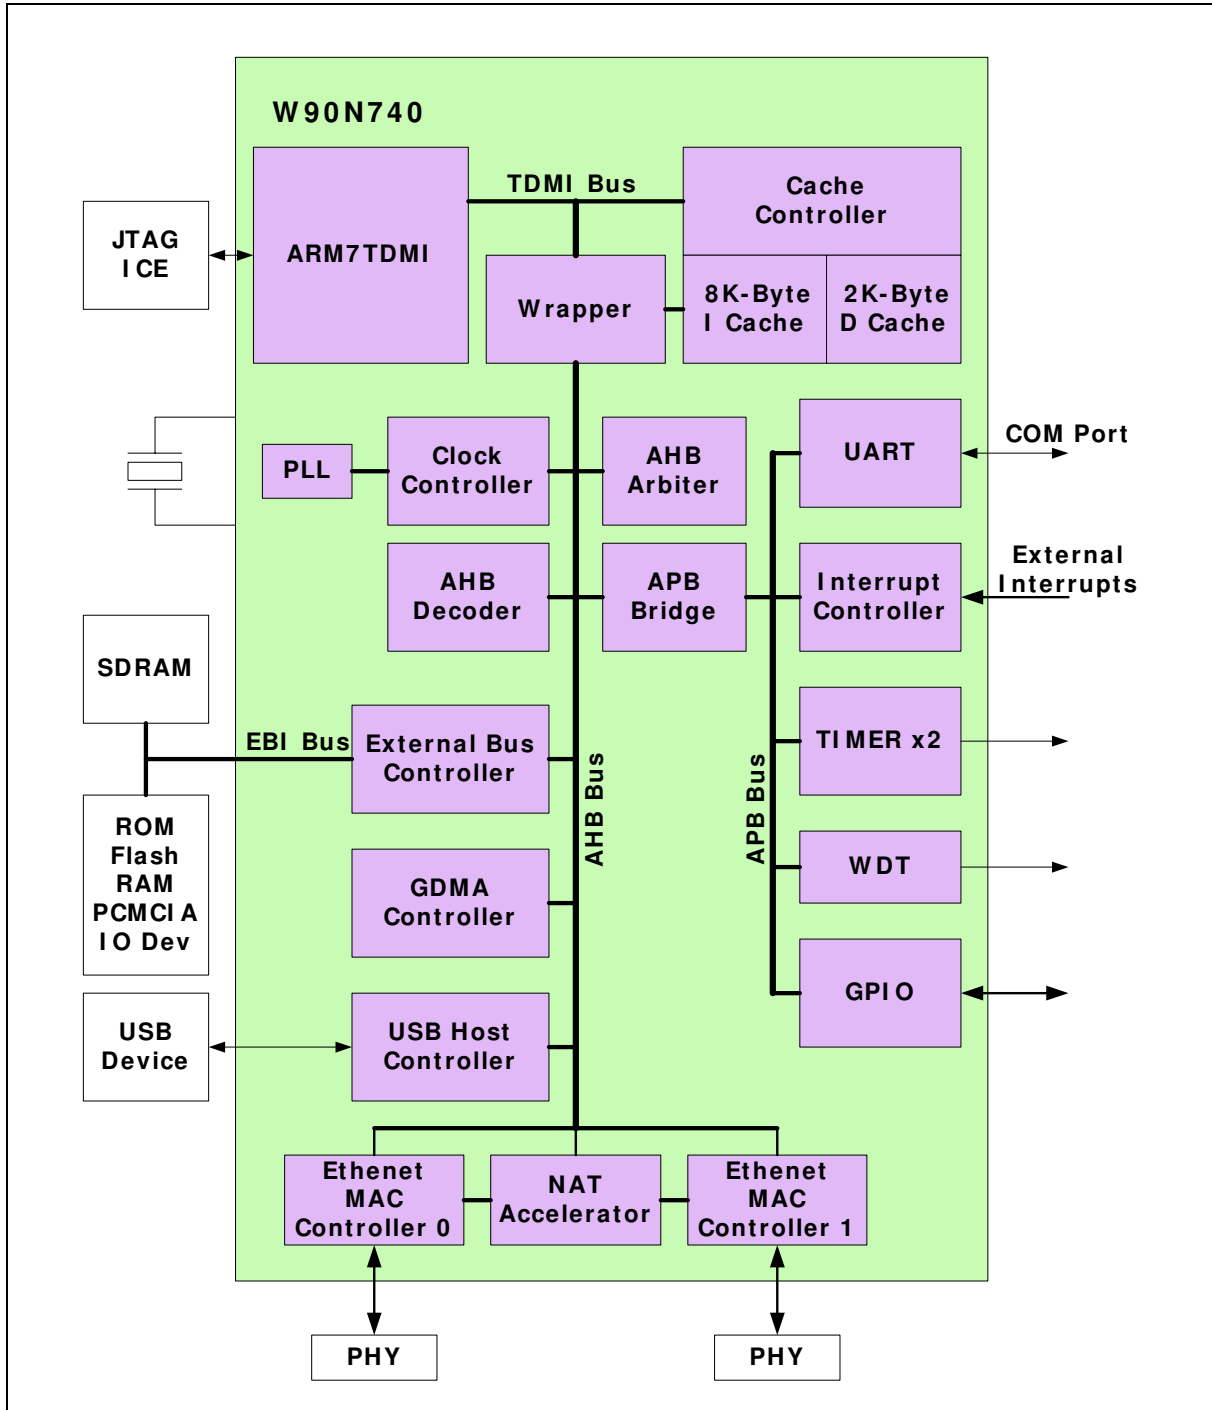 W90N740
TDMI Bus
Cache
Controller
JTAG
ICE
ARM7TDMI
Wrapper
8K-Byte
I Cache
2K-Byte
D Cache
PLL
Clock
Controller
AHB
Arbiter
UART
COM Port
AHB
Decoder
APB
Bridge
Interrupt
Controller
External
Interrupts
SDRAM
EBI Bus
External Bus
Controller
AHB Bus
APB Bus
TIMER x2
ROM
Flash
RAM
PCMCIA
IO Dev
GDMA
Controller
WDT
GPIO
USB
Device
USB Host
Controller
Ethenet
MAC
Controller 0
NAT
Accelerator
Ethenet
MAC
Controller 1
PHY
PHY